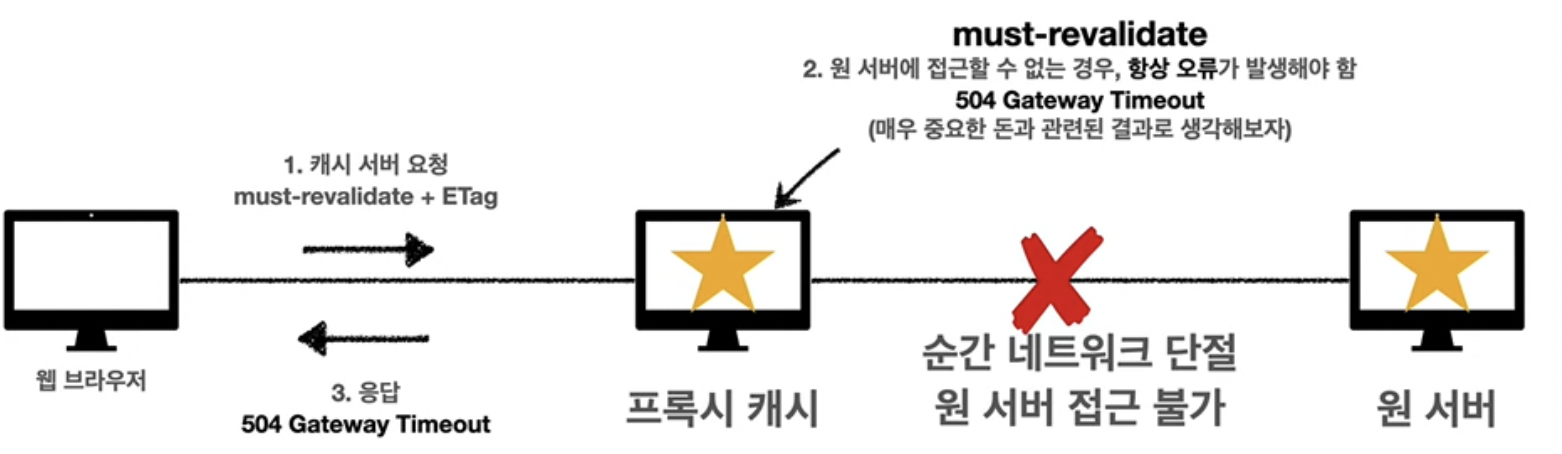 must-revalidate
2. 원 서버에 접근할 수 없는 경우, 항상 오류가 발생해야 함
504 Gateway Timeout
(매우 중요한 돈과 관련된 결과로 생각해보자)
1. 캐시 서버 요청
must-revalidate + ETag
웹 브라우저
3. 응답
504 Gateway Timeout
프록시 캐시
순간 네트워크 단절
원 서버 접근 불가
원 서버